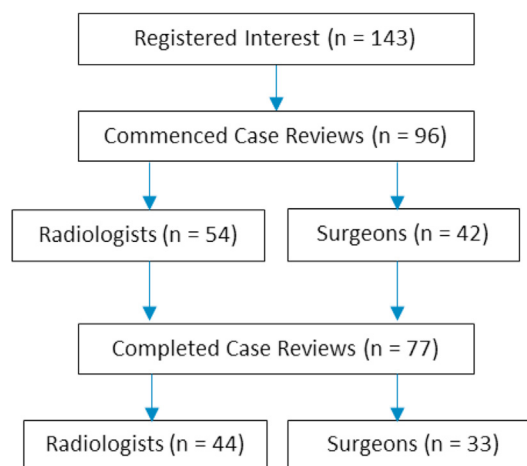 Registered Interest (n = 143)
Commenced Case Reviews (n = 96)
Radiologists (n = 54)
Surgeons (n = 42)
Completed Case Reviews (n = 77)
Radiologists (n = 44)
Surgeons (n = 33)